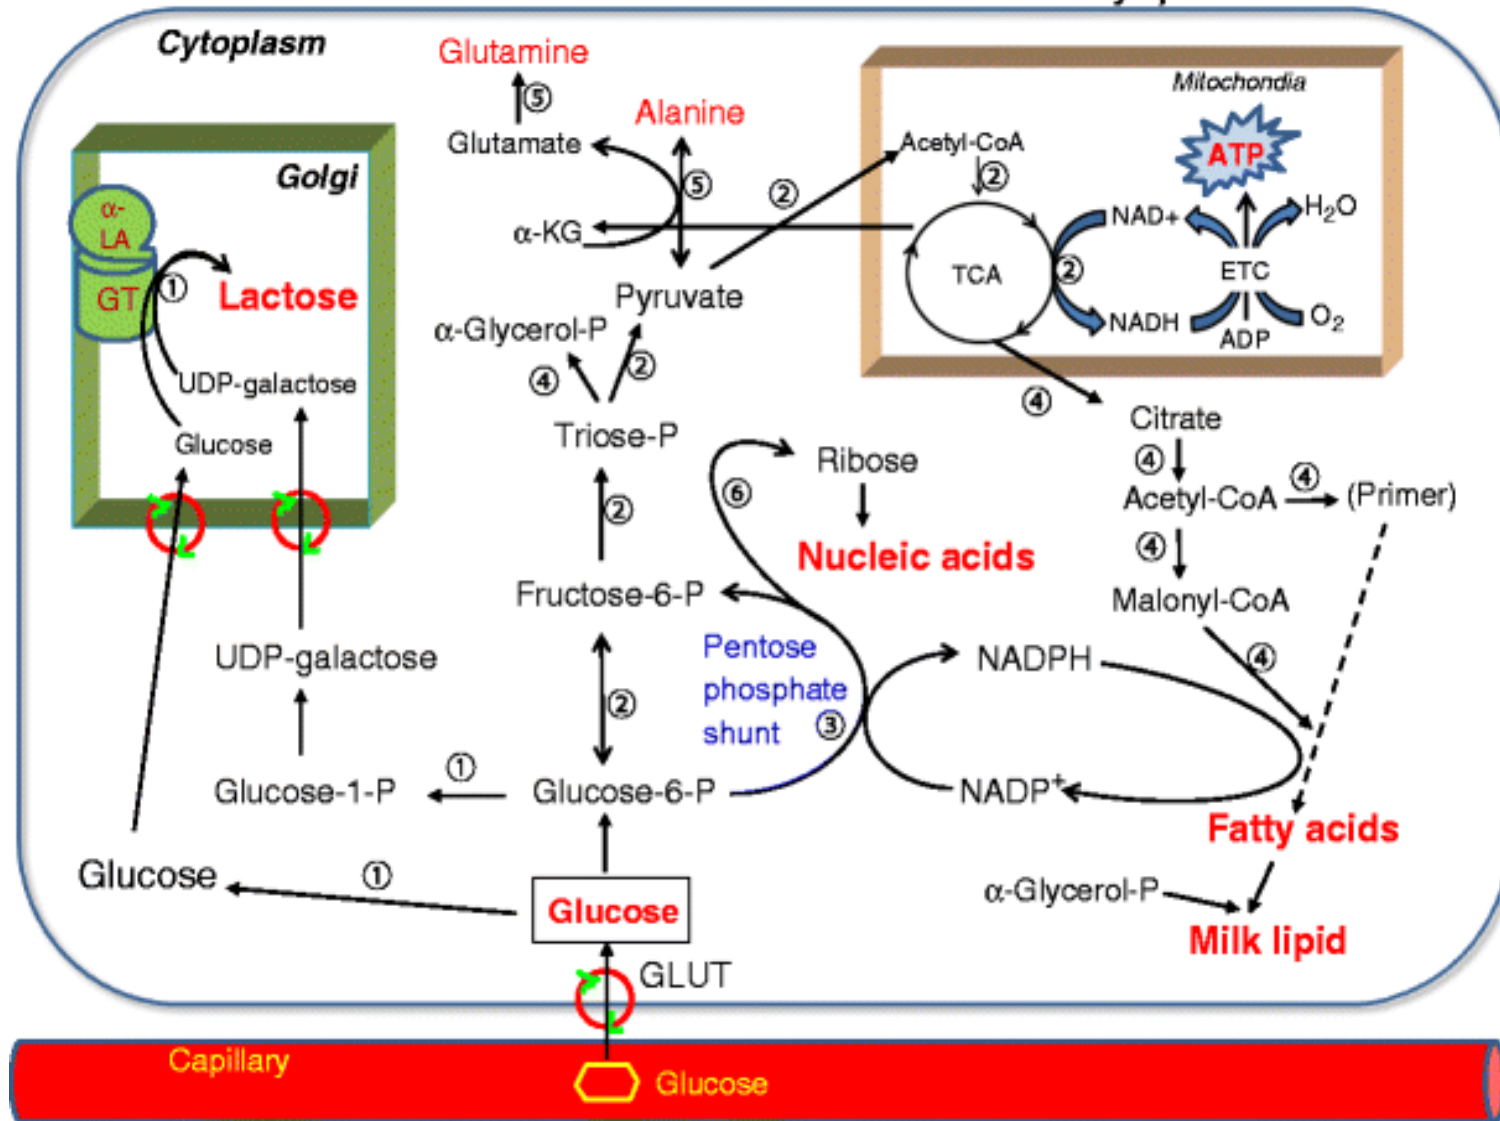 Cytoplasm
Glutamine
⑤
Glutamate
Alanine
⑤
α-KG
②
Mitochondia
Acetyl-CoA
②
ATP
NAD+
H2O
TCA
②
ETC
NADH
ADP
O2
Golgi
α-
LA
GT
①
Lactose
UDP-galactose
Glucose
Pyruvate
α-Glycerol-P
④
②
Triose-P
②
Fructose-6-P
②
⑥
Ribose
Nucleic acids
④
Citrate
④
Acetyl-CoA
④
(Primer)
④
Malonyl-CoA
④
UDP-galactose
Pentose
phosphate
shunt
③
NADPH
NADP+
Glucose-1-P
①
Glucose-6-P
Fatty acids
Glucose
①
Glucose
α-Glycerol-P
Milk lipid
GLUT
Capillary
Glucose